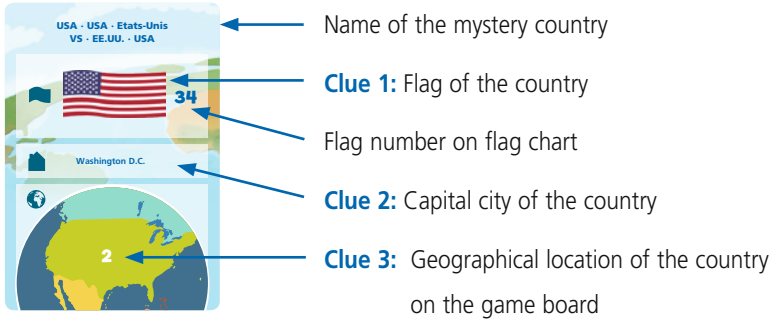 USA · USA · Etats-Unis
VS · EE.UU. · USA
34
Washington D.C.
2
3
Name of the mystery country
Clue 1: Flag of the country
Flag number on flag chart
Clue 2: Capital city of the country
Clue 3: Geographical location of the country
on the game board